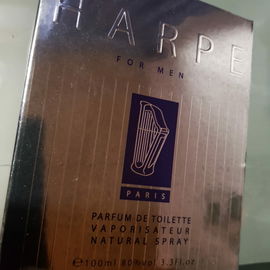 HARPE
FOR MEN
PARIS
PARFUM DE TOILETTE
VAPORISATEUR
NATURAL SPRAY
℮100ml 80%vol 3.3fl.oz